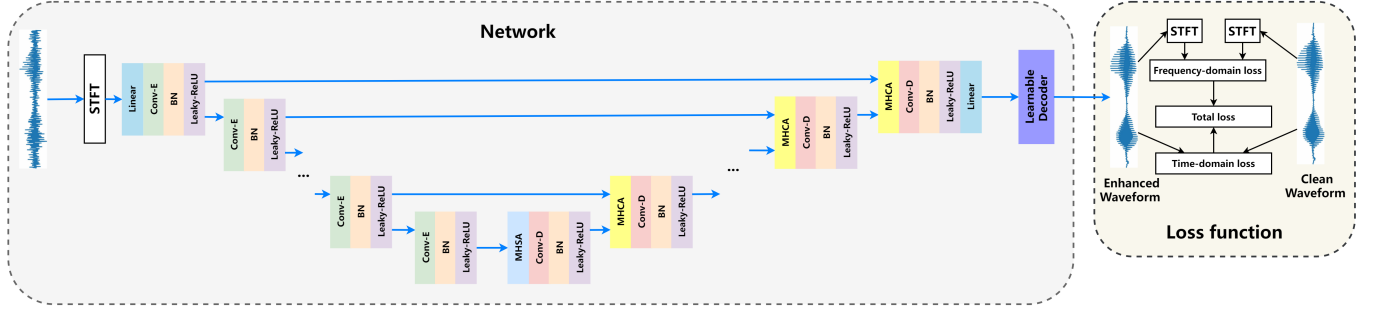 Network
STFT
Linear
Conv-E
BN
Leaky-ReLU
Conv-E
BN
Leaky-ReLU
...
Conv-E
BN
Leaky-ReLU
Conv-E
BN
Leaky-ReLU
MHSA
Conv-D
BN
Leaky-ReLU
MHCA
Conv-D
BN
Leaky-ReLU
...
MHCA
Conv-D
BN
Leaky-ReLU
MHCA
Conv-D
BN
Leaky-ReLU
Linear
Learnable
Decoder
STFT
STFT
Frequency-domain loss
Total loss
Time-domain loss
Enhanced
Waveform
Clean
Waveform
Loss function